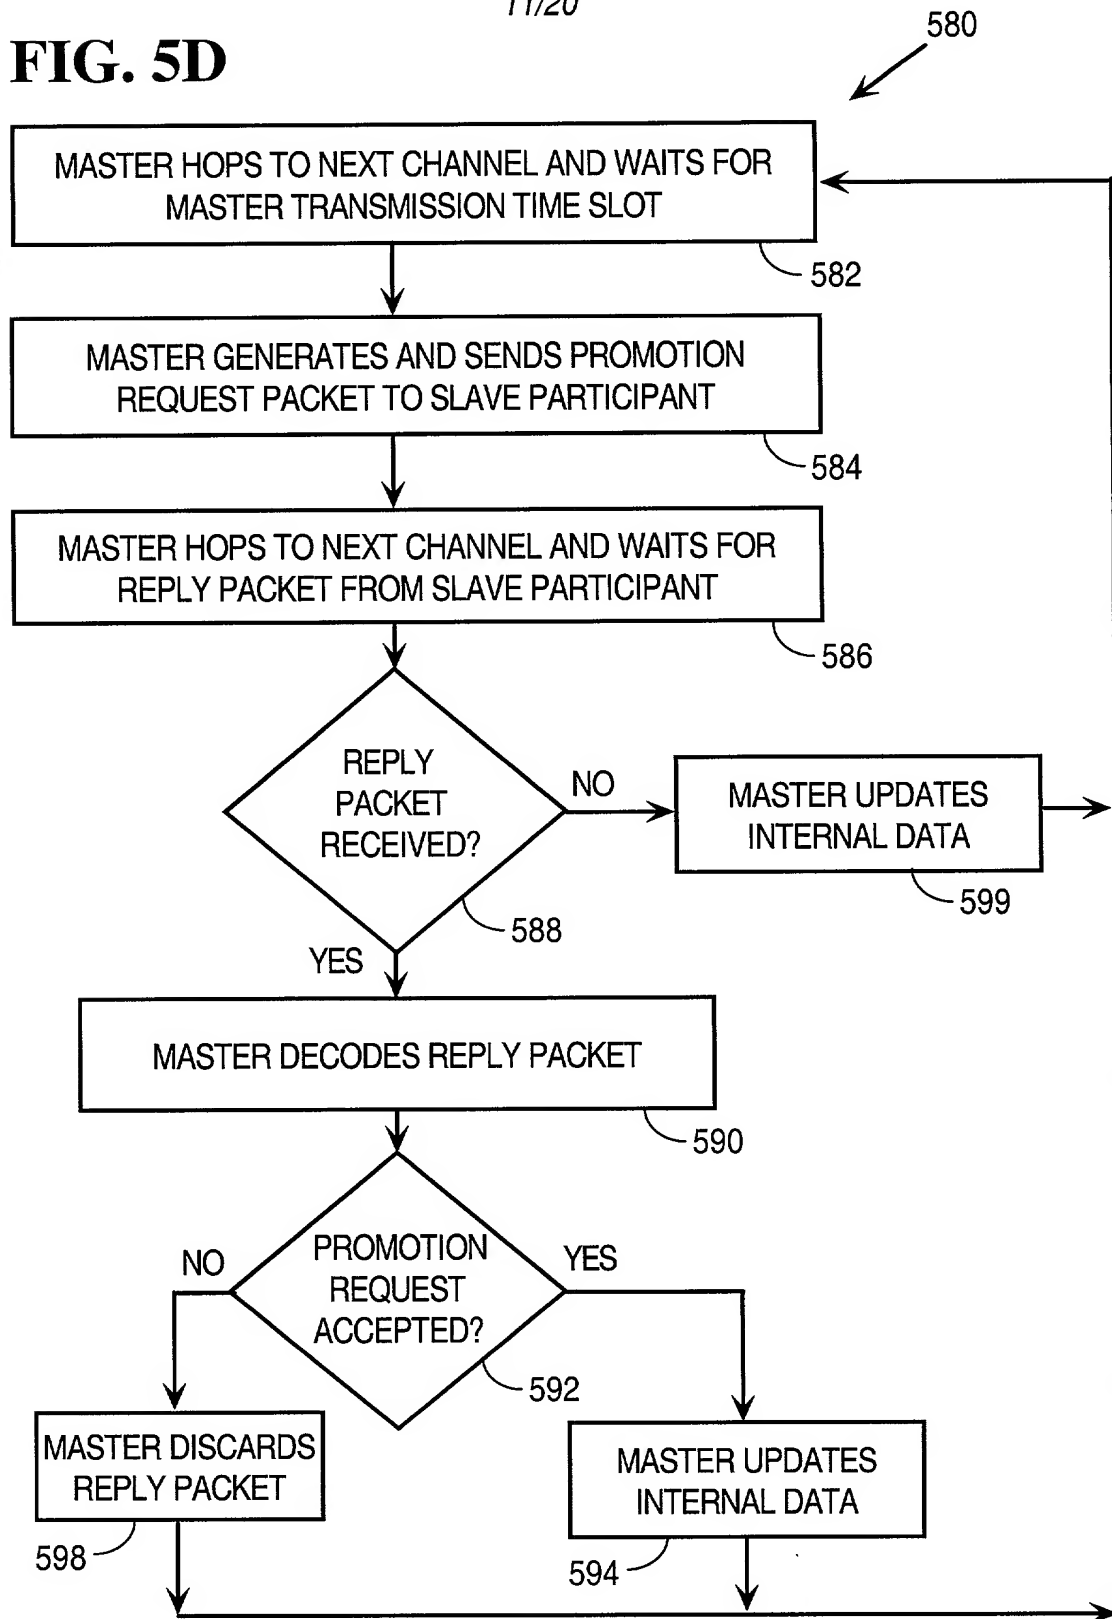 11/20
FIG. 5D
580
MASTER HOPS TO NEXT CHANNEL AND WAITS FOR
MASTER TRANSMISSION TIME SLOT
582
MASTER GENERATES AND SENDS PROMOTION
REQUEST PACKET TO SLAVE PARTICIPANT
584
MASTER HOPS TO NEXT CHANNEL AND WAITS FOR
REPLY PACKET FROM SLAVE PARTICIPANT
586
REPLY
PACKET
RECEIVED?
NO
MASTER UPDATES
INTERNAL DATA
599
588
YES
MASTER DECODES REPLY PACKET
590
NO
PROMOTION
REQUEST
ACCEPTED?
YES
592
MASTER DISCARDS
REPLY PACKET
598
MASTER UPDATES
INTERNAL DATA
594